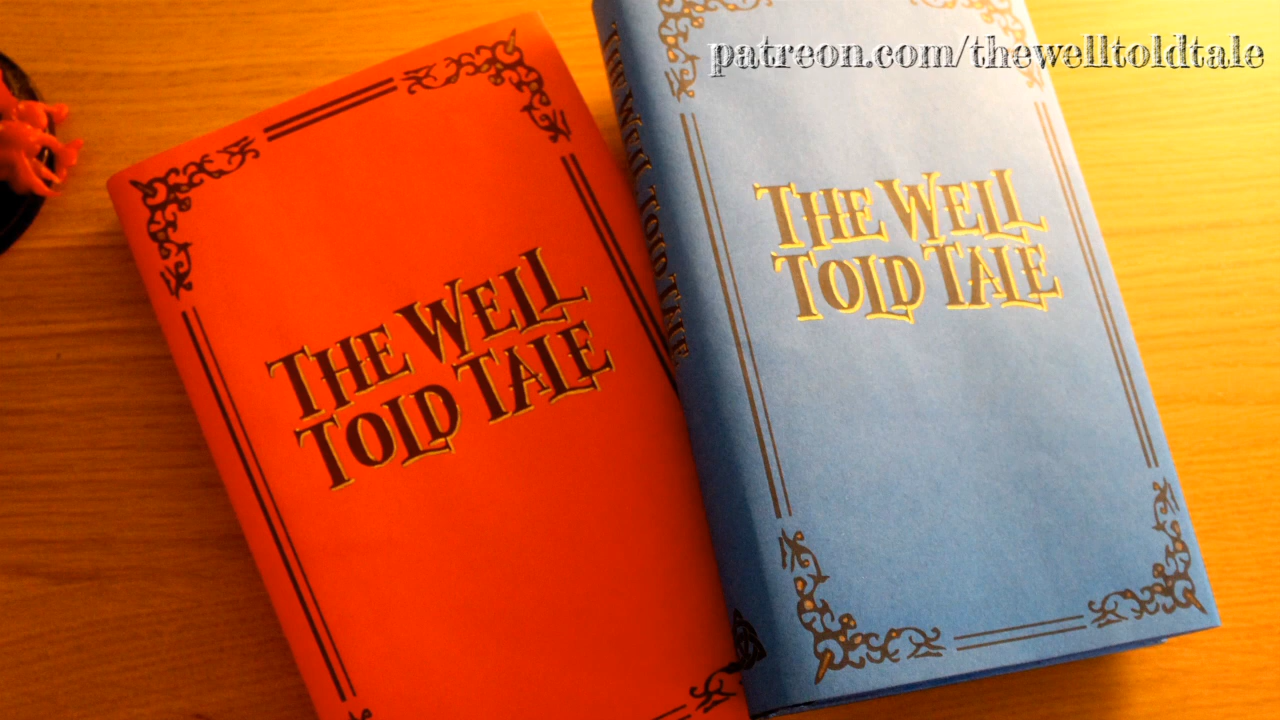 patreon.com/thewelltoldtale
THE WELL
TOLD TALE
THE WELL TOLD TALE
THE WELL
TOLD TALE